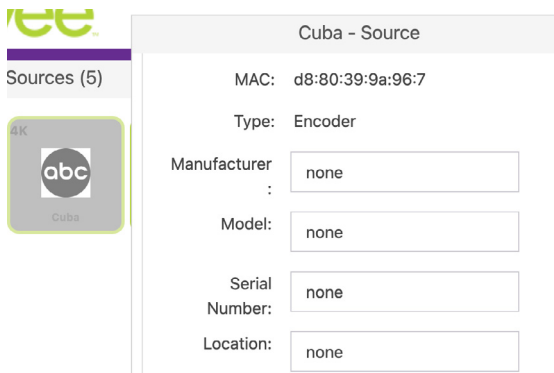 vee
Cuba - Source
Sources (5)
MAC: d8:80:39:9a:96:7
4K
abc
Cuba
Type: Encoder
Manufacturer
:
none
Model:
none
Serial
Number:
none
Location:
none